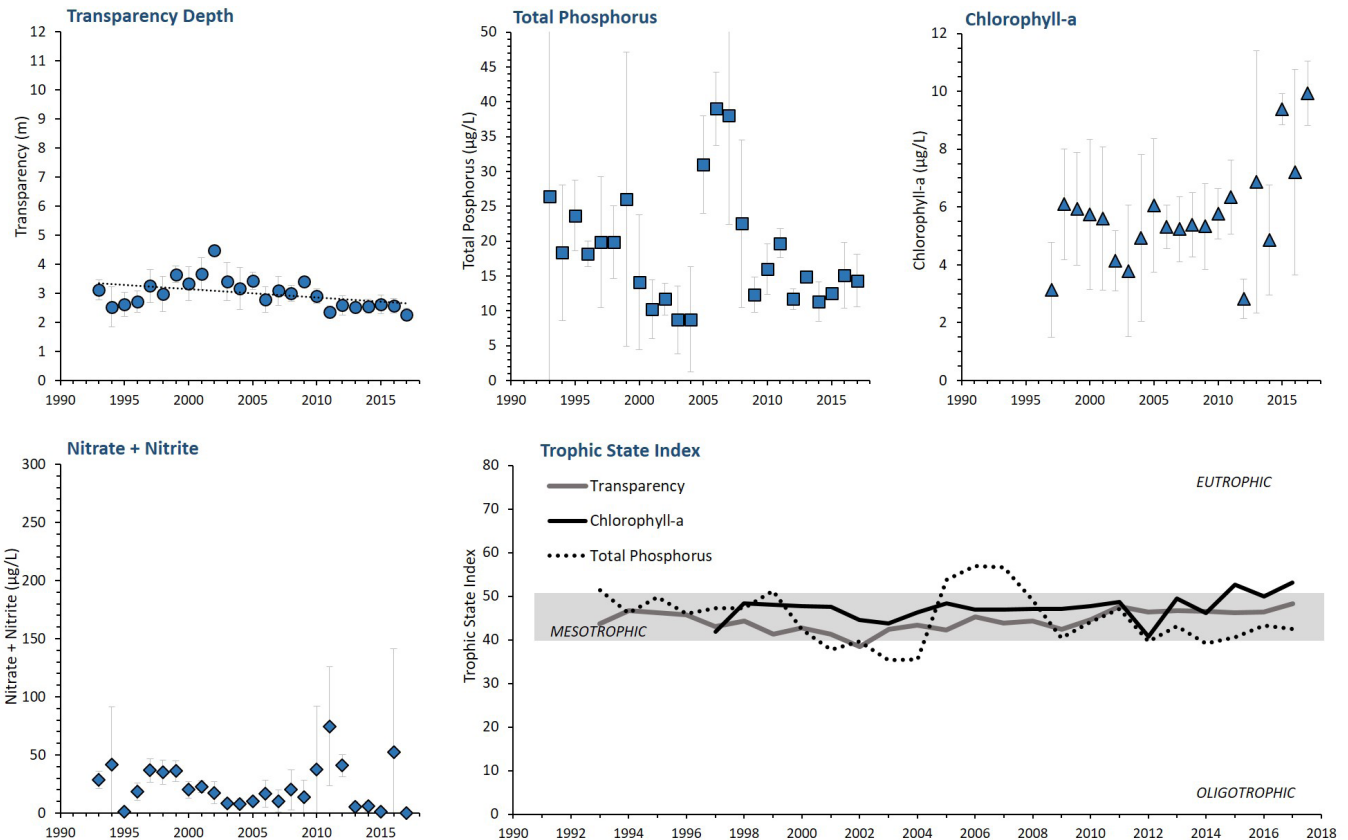 Transparency Depth
Transparency (m)
12
11
10
9
8
7
6
5
4
3
2
1
0
1990 1995 2000 2005 2010 2015
Total Phosphorus
Total Posphorus (µg/L)
50
45
40
35
30
25
20
15
10
5
0
1990 1995 2000 2005 2010 2015
Chlorophyll-a
Chlorophyll-a (µg/L)
12
10
8
6
4
2
0
1990 1995 2000 2005 2010 2015
Nitrate + Nitrite
Nitrate + Nitrite (µg/L)
300
250
200
150
100
50
0
1990 1995 2000 2005 2010 2015
Trophic State Index
Trophic State Index
80
70
60
50
40
30
20
10
0
Transparency
Chlorophyll-a
Total Phosphorus
EUTROPHIC
MESOTROPHIC
OLIGOTROPHIC
1990 1992 1994 1996 1998 2000 2002 2004 2006 2008 2010 2012 2014 2016 2018